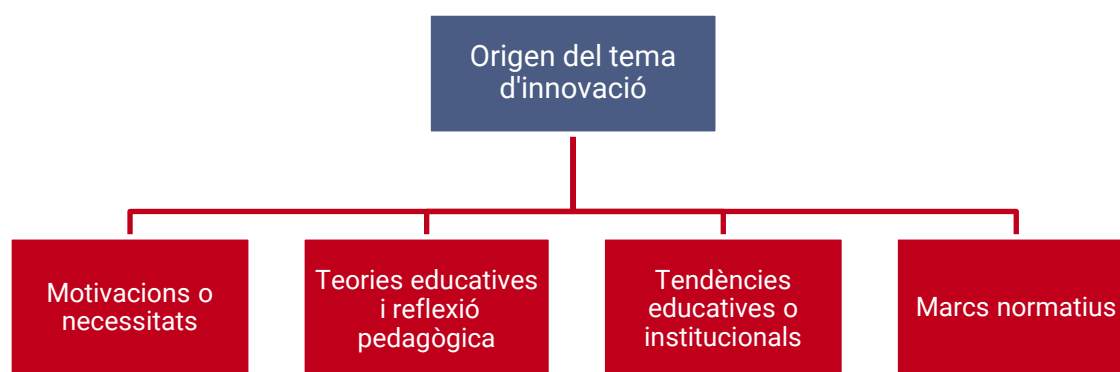 Origen del tema
d'innovació
Motivacions o
necessitats
Teories educatives
i reflexió
pedagògica
Tendències
educatives o
institucionals
Marcs normatius